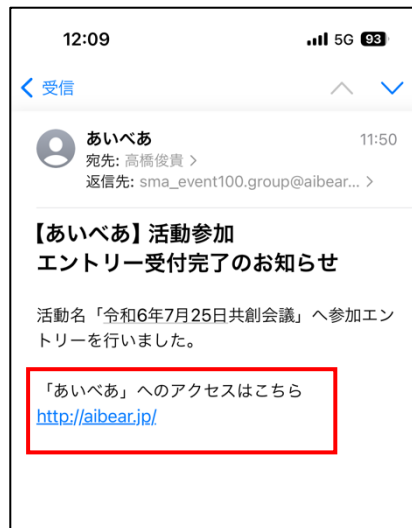 12:09
5G 93
受信
あいべあ 11:50
宛先: 高橋俊貴
返信先: sma_event100.group@aibear...
【あいべあ】活動参加
エントリー受付完了のお知らせ
活動名「令和6年7月25日共創会議」へ参加エン
トリーを行いました。
「あいべあ」へのアクセスはこちら
http://aibear.jp/